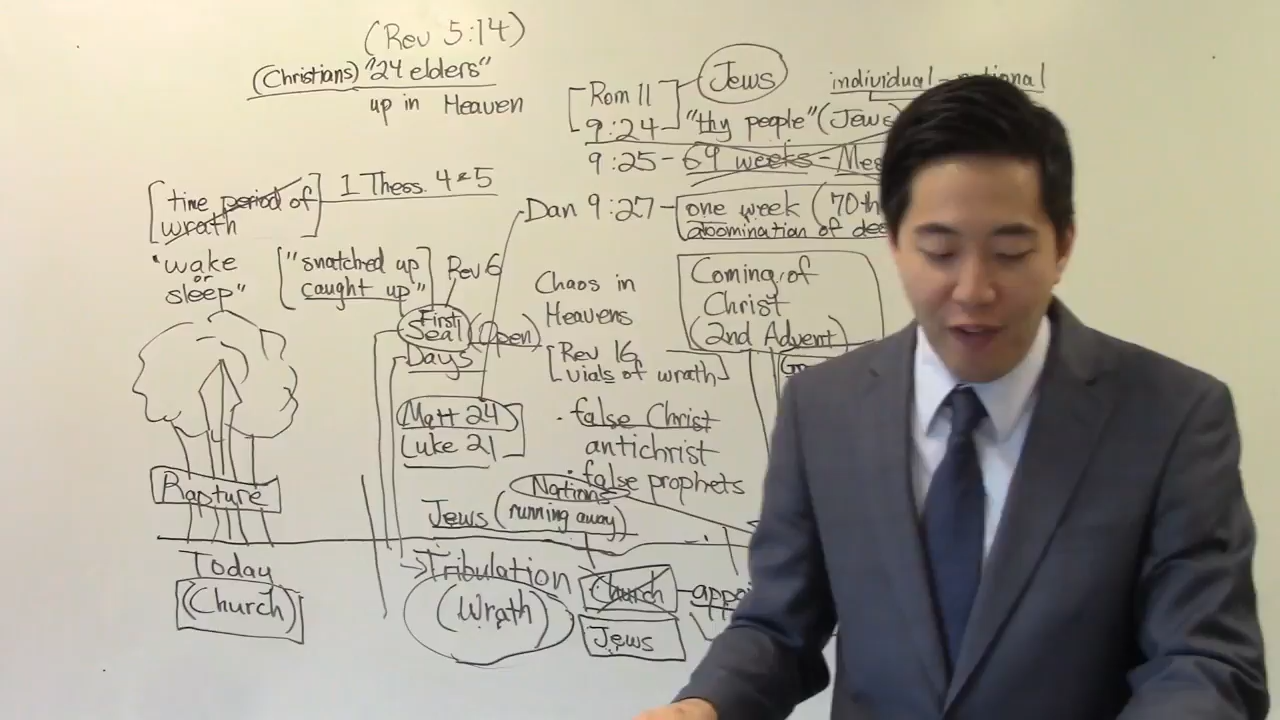 (Rev 5:14)
(Christians) "24 elders"
up in Heaven
Jews
individual
Rom 11
9:24
"thy people" (Jews
9:25 - 69 weeks - Mes
[time period of
wrath]
1 Thess. 4 & 5
Dan 9:27 - one week (70th
abomination of des
"wake
or
sleep"
["snatched up
caught up"]
Rev 6
Chaos in
Heavens
Coming of
Christ
(2nd Advent)
First
Seal (Open)
Days
[Rev 16
vials of wrath]
Matt 24
Luke 21
· false Christ
antichrist
· false prophets
Nations
Jews (running away)
Rapture
Today
(Church)
Tribulation
(Wrath)
Church - appoi
Jews